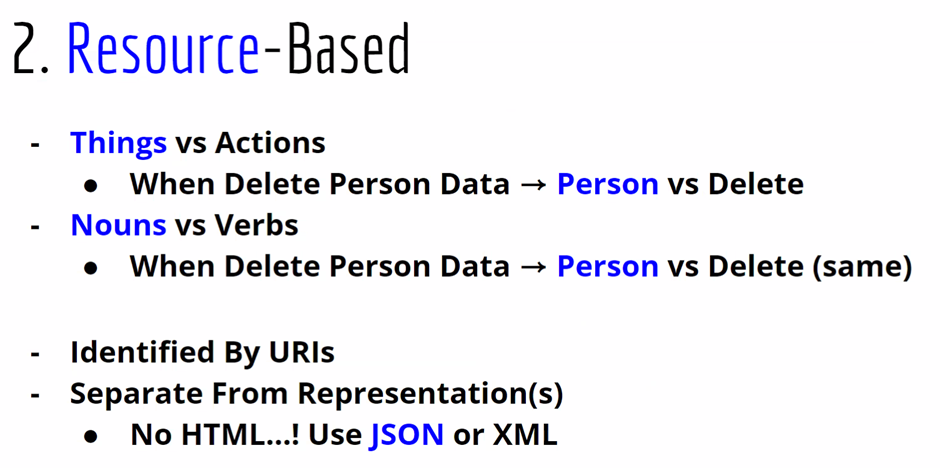 2. Resource-Based
- Things vs Actions
● When Delete Person Data → Person vs Delete
- Nouns vs Verbs
● When Delete Person Data → Person vs Delete (same)
- Identified By URIs
- Separate From Representation(s)
● No HTML...! Use JSON or XML